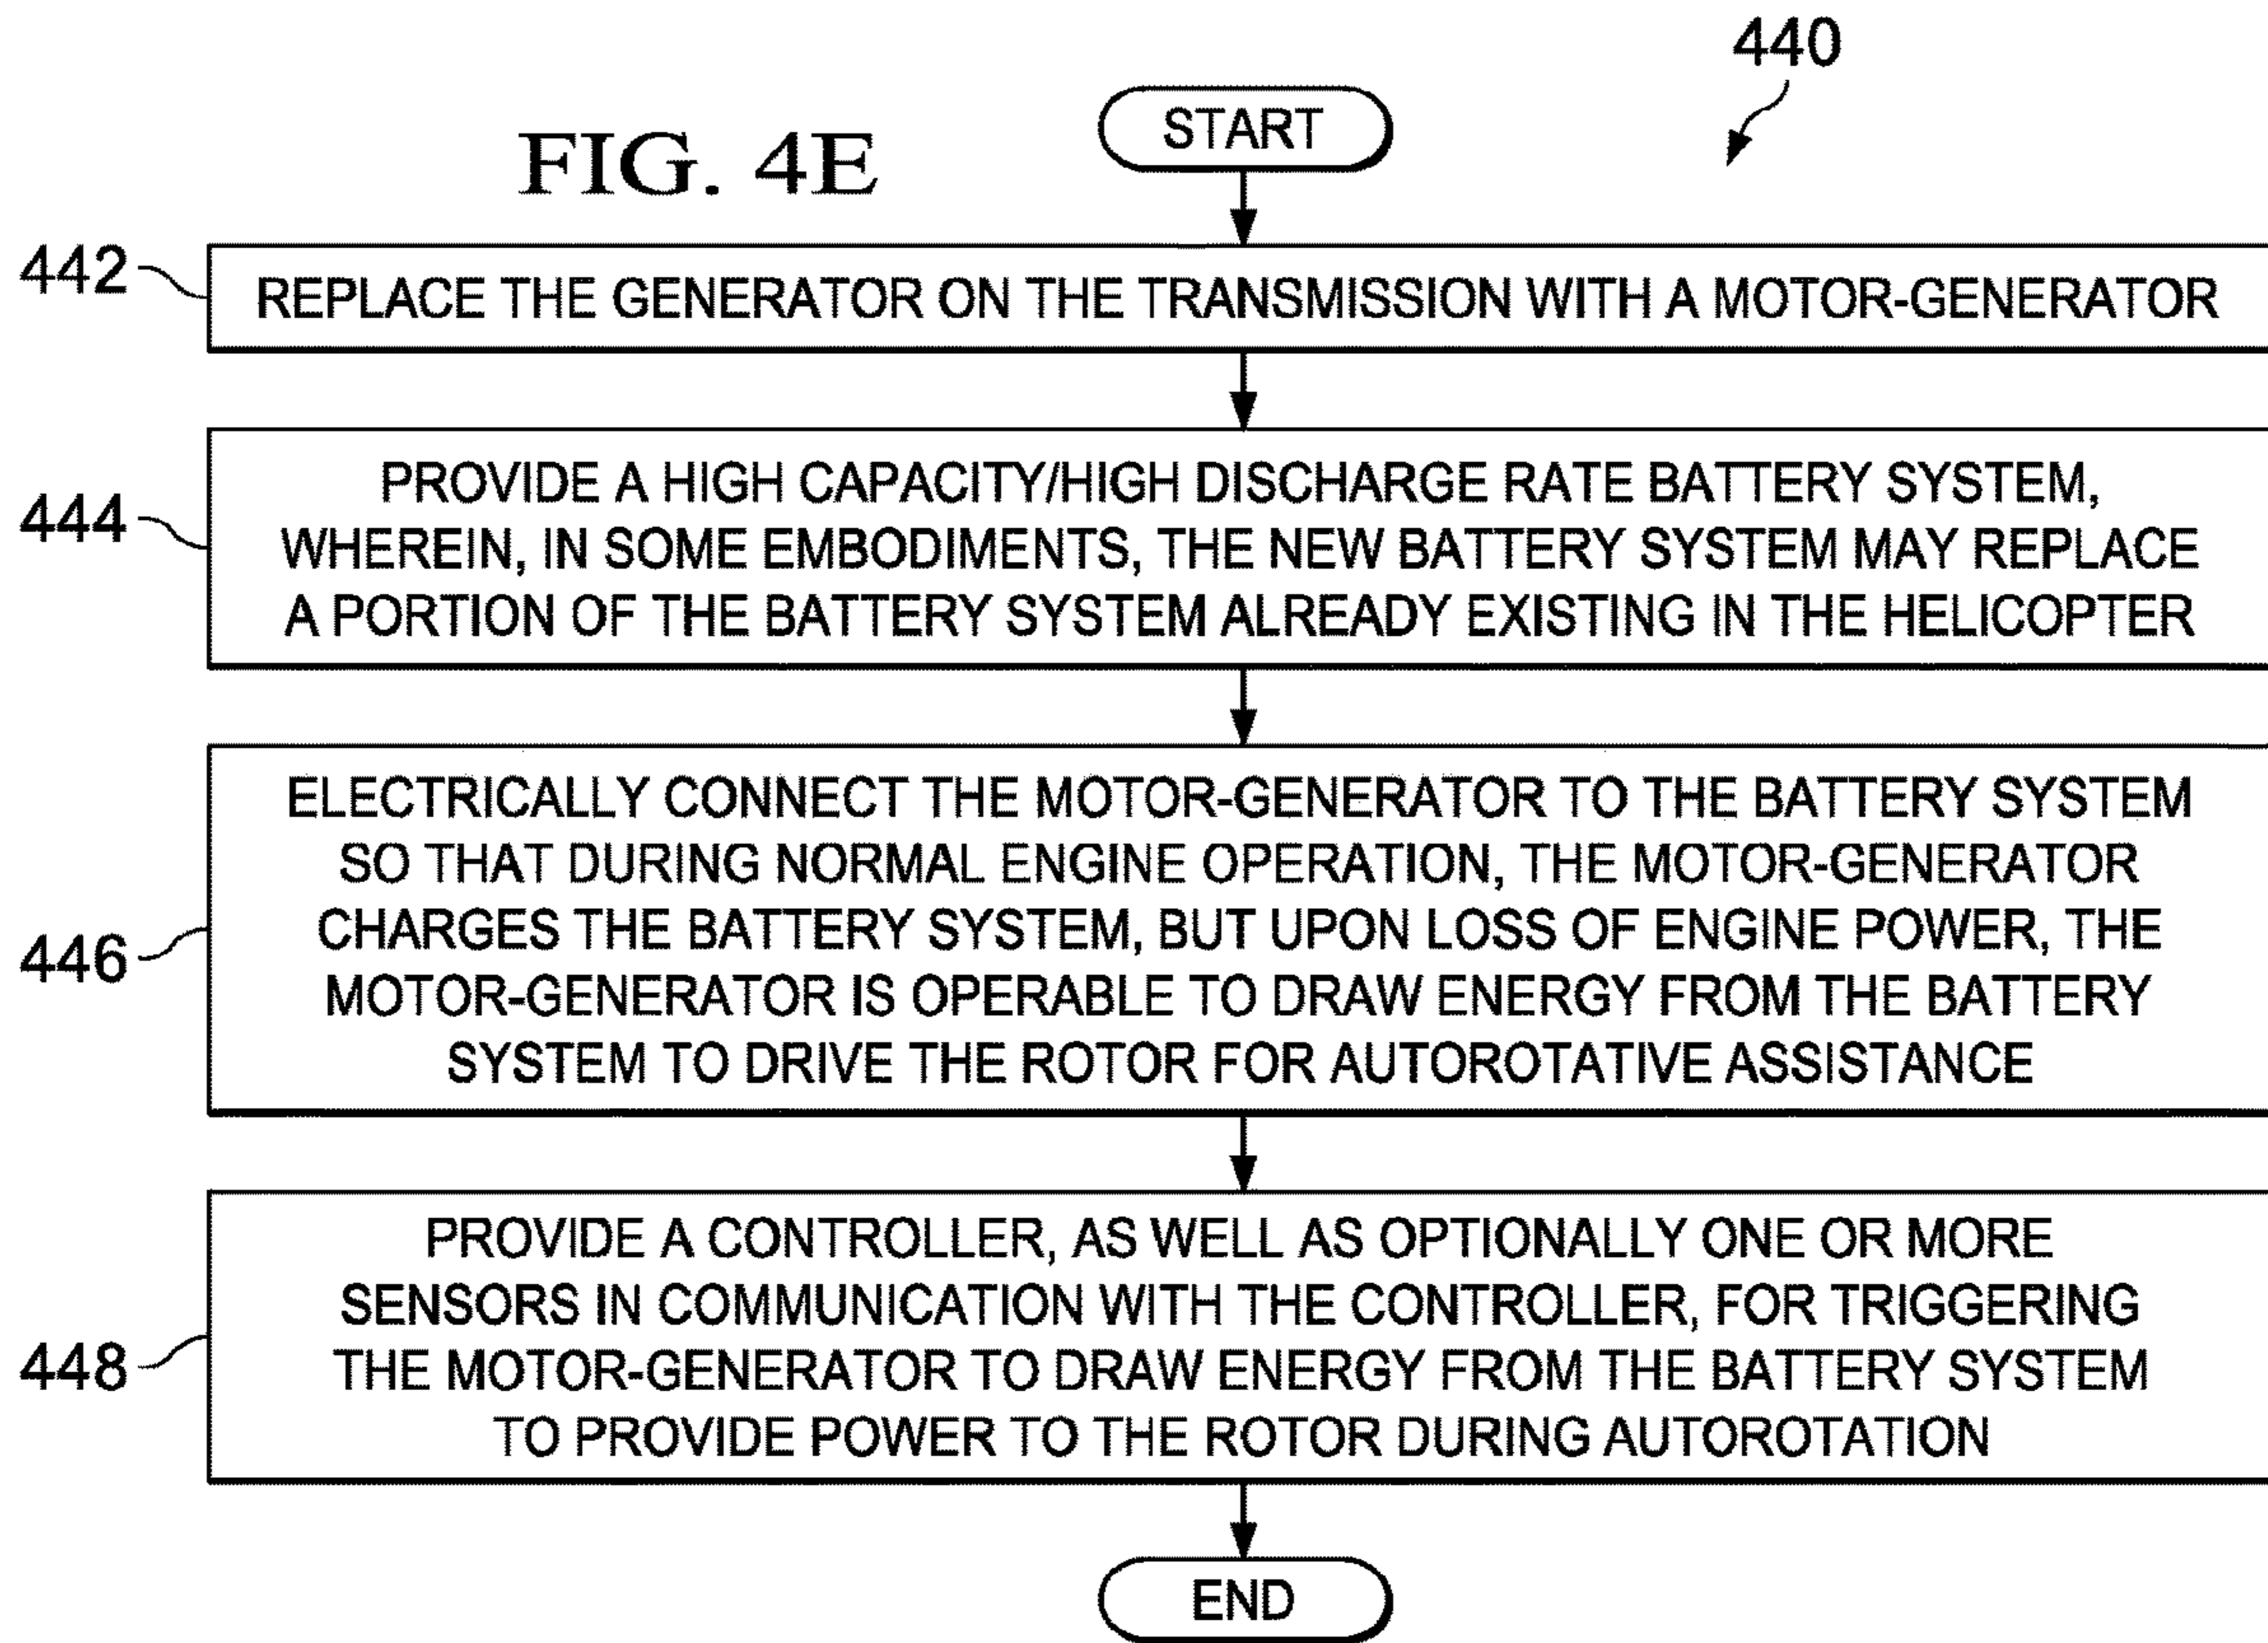 440
START
FIG. 4E
442
REPLACE THE GENERATOR ON THE TRANSMISSION WITH A MOTOR-GENERATOR
444
PROVIDE A HIGH CAPACITY/HIGH DISCHARGE RATE BATTERY SYSTEM,
WHEREIN, IN SOME EMBODIMENTS, THE NEW BATTERY SYSTEM MAY REPLACE
A PORTION OF THE BATTERY SYSTEM ALREADY EXISTING IN THE HELICOPTER
446
ELECTRICALLY CONNECT THE MOTOR-GENERATOR TO THE BATTERY SYSTEM
SO THAT DURING NORMAL ENGINE OPERATION, THE MOTOR-GENERATOR
CHARGES THE BATTERY SYSTEM, BUT UPON LOSS OF ENGINE POWER, THE
MOTOR-GENERATOR IS OPERABLE TO DRAW ENERGY FROM THE BATTERY
SYSTEM TO DRIVE THE ROTOR FOR AUTOROTATIVE ASSISTANCE
448
PROVIDE A CONTROLLER, AS WELL AS OPTIONALLY ONE OR MORE
SENSORS IN COMMUNICATION WITH THE CONTROLLER, FOR TRIGGERING
THE MOTOR-GENERATOR TO DRAW ENERGY FROM THE BATTERY SYSTEM
TO PROVIDE POWER TO THE ROTOR DURING AUTOROTATION
END